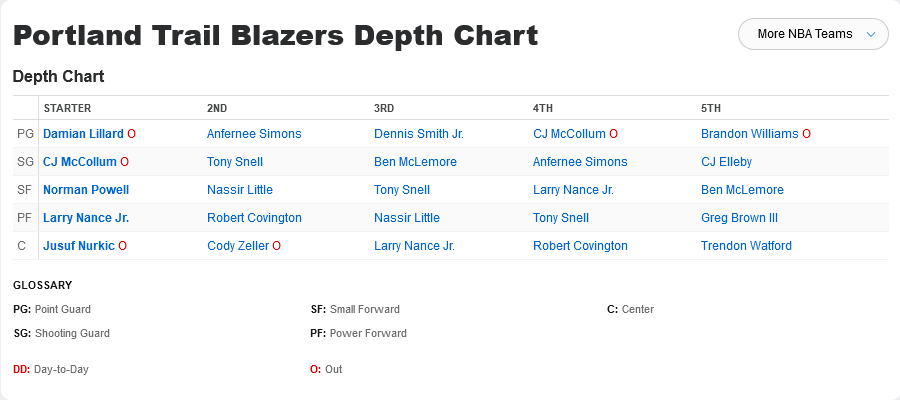 Portland Trail Blazers Depth Chart
More NBA Teams
Depth Chart
STARTER 2ND 3RD 4TH 5TH
PG Damian Lillard O Anfernee Simons Dennis Smith Jr. CJ McCollum O Brandon Williams O
SG CJ McCollum O Tony Snell Ben McLemore Anfernee Simons CJ Elleby
SF Norman Powell Nassir Little Tony Snell Larry Nance Jr. Ben McLemore
PF Larry Nance Jr. Robert Covington Nassir Little Tony Snell Greg Brown III
C Jusuf Nurkic O Cody Zeller O Larry Nance Jr. Robert Covington Trendon Watford
GLOSSARY
PG: Point Guard SF: Small Forward C: Center
SG: Shooting Guard PF: Power Forward
DD: Day-to-Day O: Out